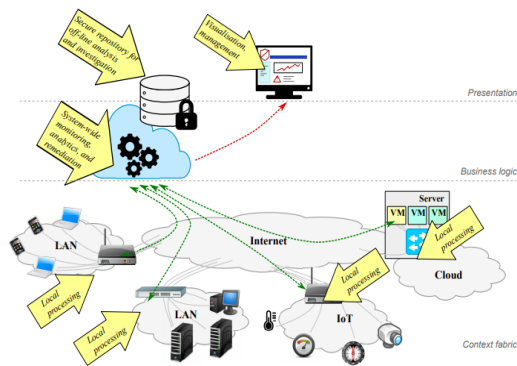 Secure repository for
off-line analysis
and investigation
Visualisation,
management
Presentation
System-wide
monitoring,
analytics, and
remediation
Business logic
Server
VM
VM
VM
LAN
Internet
Local
processing
Cloud
Local
processing
Local
processing
LAN
Local
processing
IoT
Context fabric